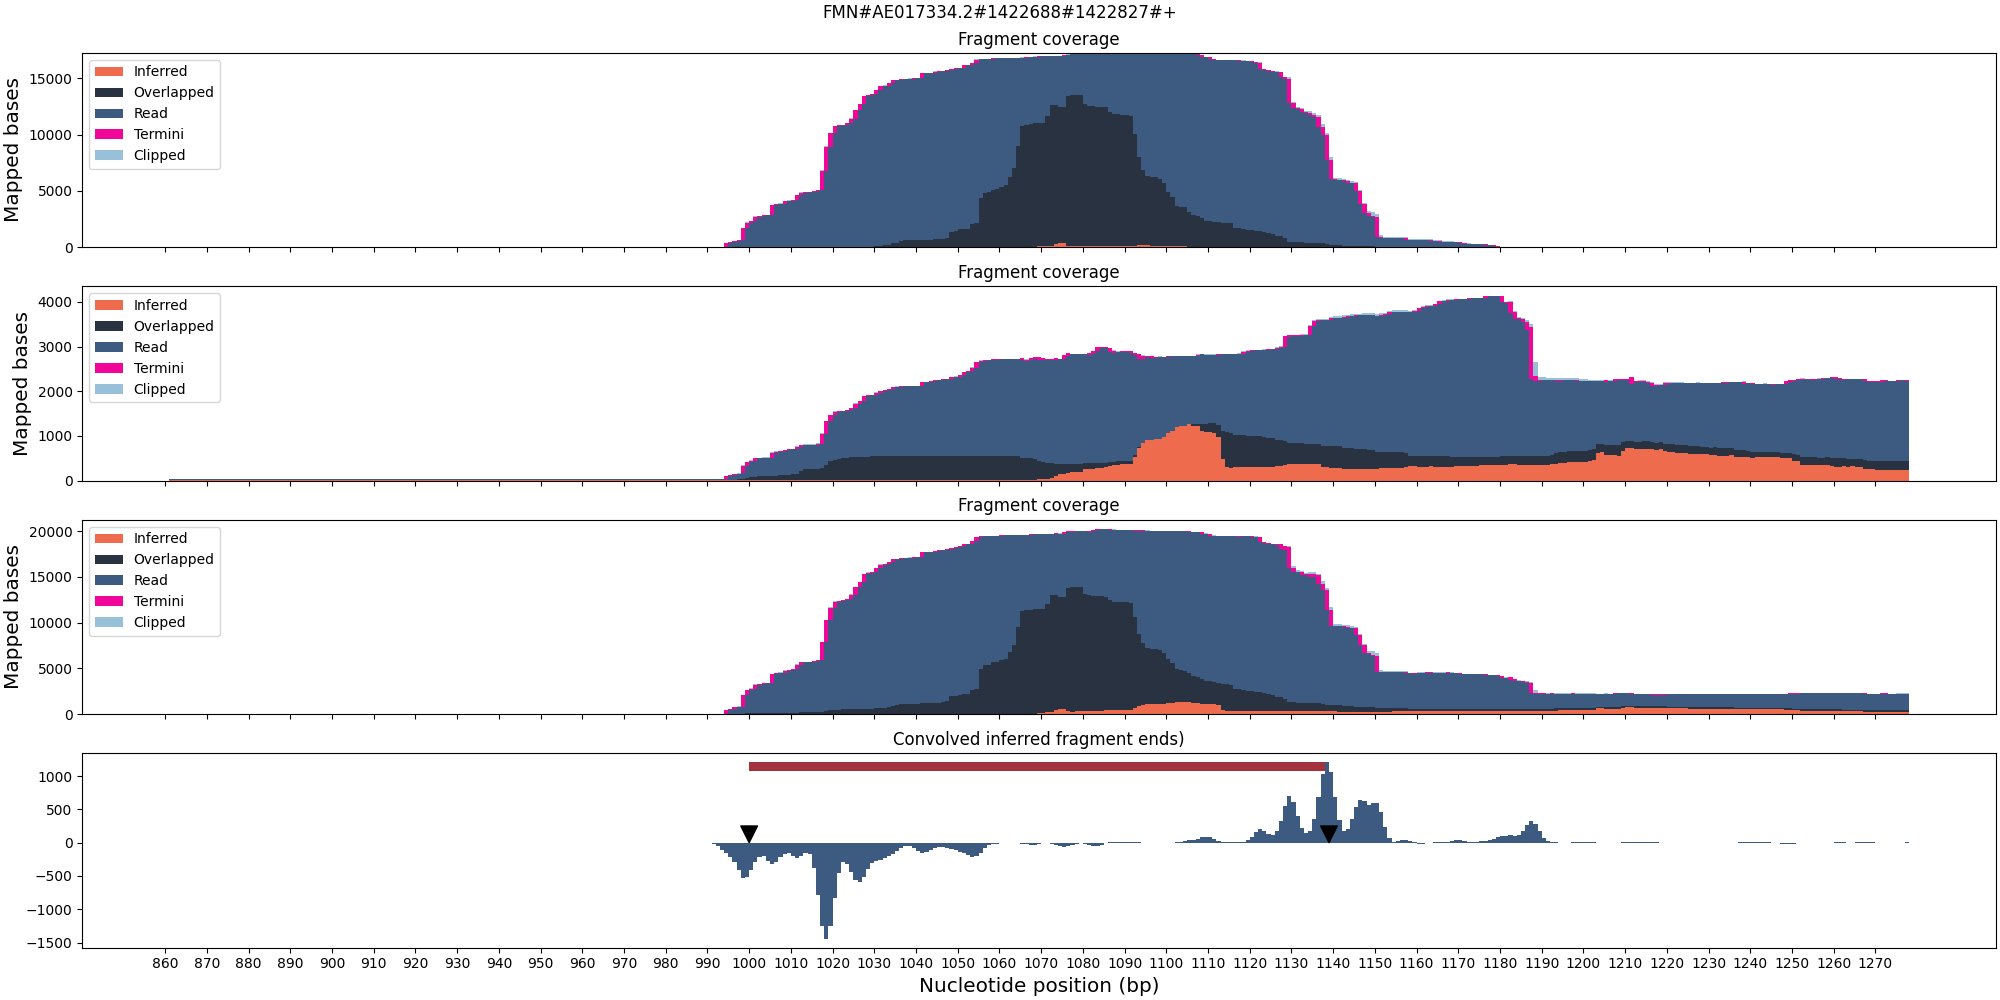 FMN#AE017334.2#1422688#1422827#+
Fragment coverage
Mapped bases
15000
10000
5000
0
Inferred
Overlapped
Read
Termini
Clipped
Fragment coverage
Mapped bases
4000
3000
2000
1000
0
Inferred
Overlapped
Read
Termini
Clipped
Fragment coverage
Mapped bases
20000
15000
10000
5000
0
Inferred
Overlapped
Read
Termini
Clipped
Convolved inferred fragment ends)
1000
500
0
−500
−1000
−1500
860 870 880 890 900 910 920 930 940 950 960 970 980 990 1000 1010 1020 1030 1040 1050 1060 1070 1080 1090 1100 1110 1120 1130 1140 1150 1160 1170 1180 1190 1200 1210 1220 1230 1240 1250 1260 1270
Nucleotide position (bp)